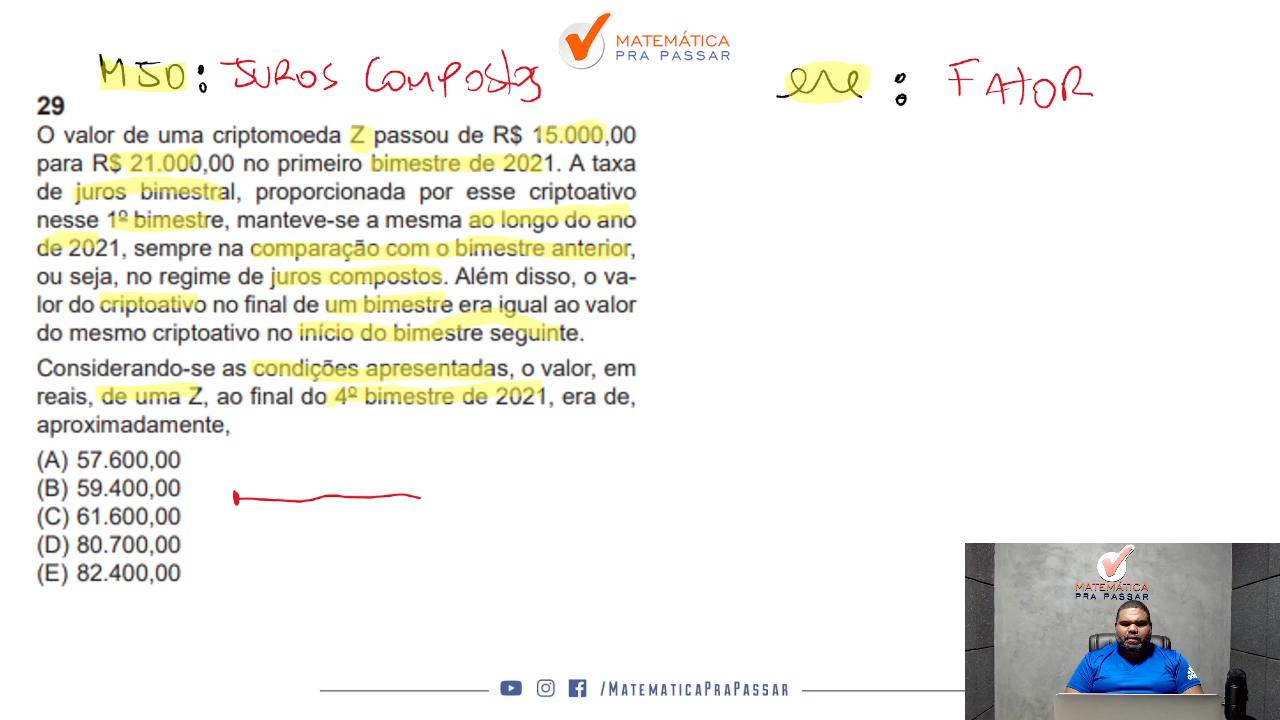 MATEMÁTICA
PRA PASSAR
MJD: JUROS COMPOSTOS
: FATOR
29
O valor de uma criptomoeda Z passou de R$ 15.000,00
para R$ 21.000,00 no primeiro bimestre de 2021. A taxa
de juros bimestral, proporcionada por esse criptoativo
nesse 1º bimestre, manteve-se a mesma ao longo do ano
de 2021, sempre na comparação com o bimestre anterior,
ou seja, no regime de juros compostos. Além disso, o va-
lor do criptoativo no final de um bimestre era igual ao valor
do mesmo criptoativo no início do bimestre seguinte.
Considerando-se as condições apresentadas, o valor, em
reais, de uma Z, ao final do 4º bimestre de 2021, era de,
aproximadamente,
(A) 57.600,00
(B) 59.400,00
(C) 61.600,00
(D) 80.700,00
(E) 82.400,00
MATEMÁTICA
PRA PASSAR
/MATEMATICAPRAPASSAR